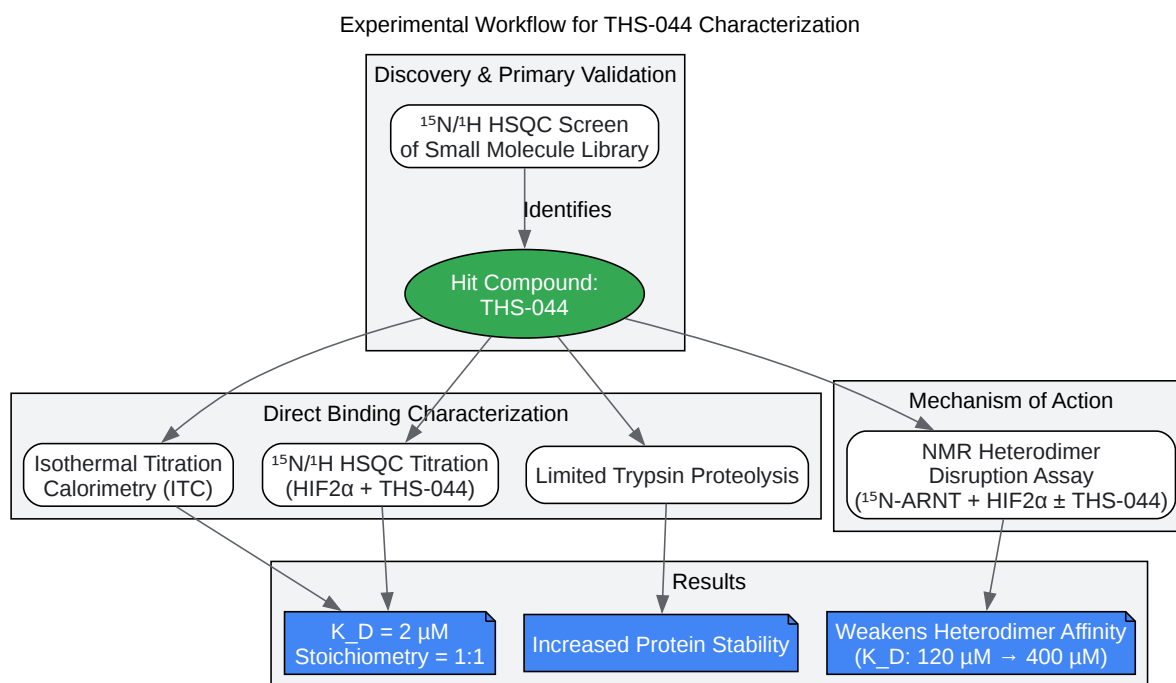 Experimental Workflow for THS-044 Characterization
Discovery & Primary Validation
¹⁵N/¹H HSQC Screen
of Small Molecule Library
Identifies
Hit Compound:
THS-044
Direct Binding Characterization
Isothermal Titration
Calorimetry (ITC)
¹⁵N/¹H HSQC Titration
(HIF2α + THS-044)
Limited Trypsin Proteolysis
Mechanism of Action
NMR Heterodimer
Disruption Assay
(¹⁵N-ARNT + HIF2α ± THS-044)
Results
K_D = 2 µM
Stoichiometry = 1:1
Increased Protein Stability
Weakens Heterodimer Affinity
(K_D: 120 µM → 400 µM)